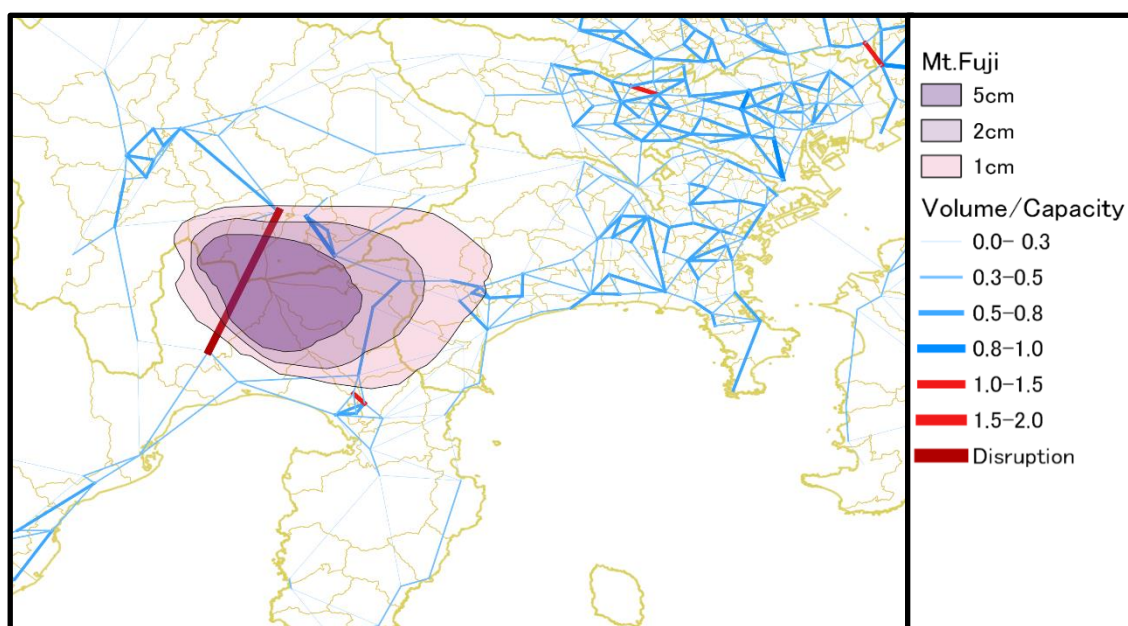 Mt.Fuji
5cm
2cm
1cm
Volume/Capacity
0.0- 0.3
0.3-0.5
0.5-0.8
0.8-1.0
1.0-1.5
1.5-2.0
Disruption